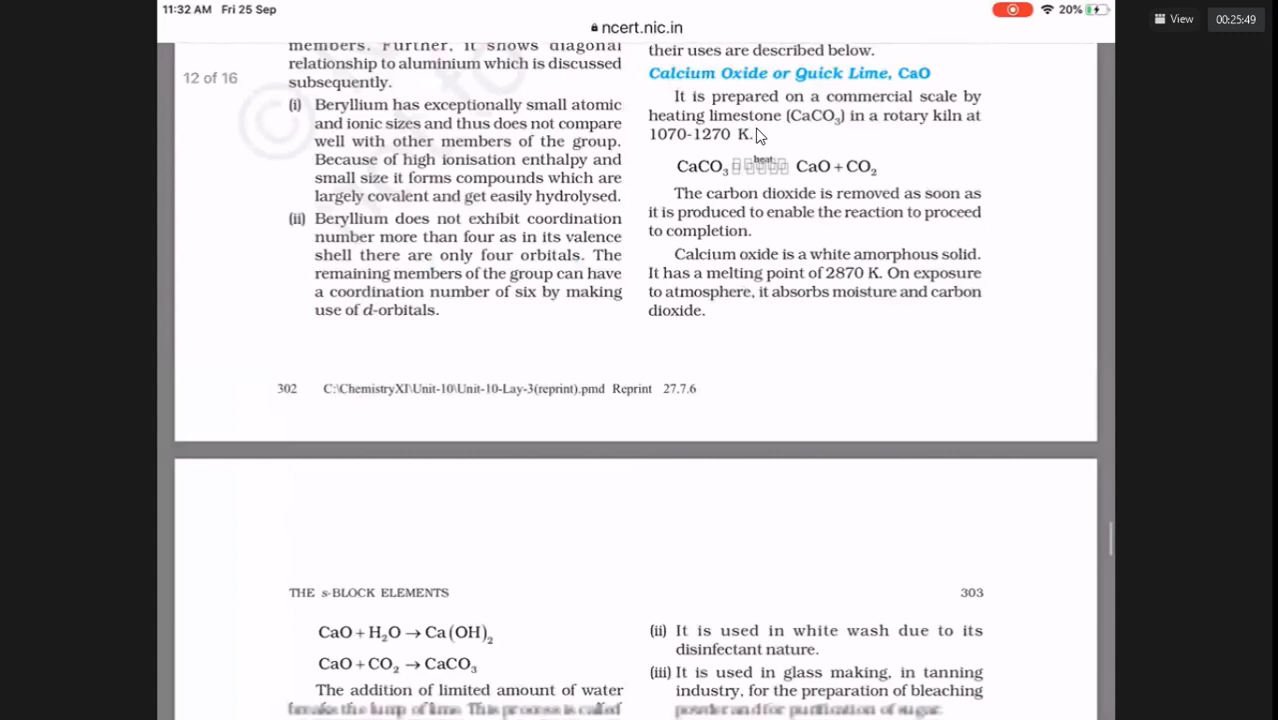 11:32 AM Fri 25 Sep
20%
ncert.nic.in
View
00:25:49
12 of 16
members. Further, it shows diagonal
relationship to aluminium which is discussed
subsequently.
(i) Beryllium has exceptionally small atomic
and ionic sizes and thus does not compare
well with other members of the group.
Because of high ionisation enthalpy and
small size it forms compounds which are
largely covalent and get easily hydrolysed.
(ii) Beryllium does not exhibit coordination
number more than four as in its valence
shell there are only four orbitals. The
remaining members of the group can have
a coordination number of six by making
use of d-orbitals.
their uses are described below.
Calcium Oxide or Quick Lime, CaO
It is prepared on a commercial scale by
heating limestone (CaCO₃) in a rotary kiln at
1070-1270 K.
CaCO₃ heat CaO + CO₂
The carbon dioxide is removed as soon as
it is produced to enable the reaction to proceed
to completion.
Calcium oxide is a white amorphous solid.
It has a melting point of 2870 K. On exposure
to atmosphere, it absorbs moisture and carbon
dioxide.
302 C:\ChemistryXI\Unit-10\Unit-10-Lay-3(reprint).pmd Reprint 27.7.6
THE s-BLOCK ELEMENTS 303
CaO + H₂O → Ca(OH)₂
CaO + CO₂ → CaCO₃
The addition of limited amount of water
breaks the lump of lime. This process is called
(ii) It is used in white wash due to its
disinfectant nature.
(iii) It is used in glass making, in tanning
industry, for the preparation of bleaching
powder and for purification of sugar.